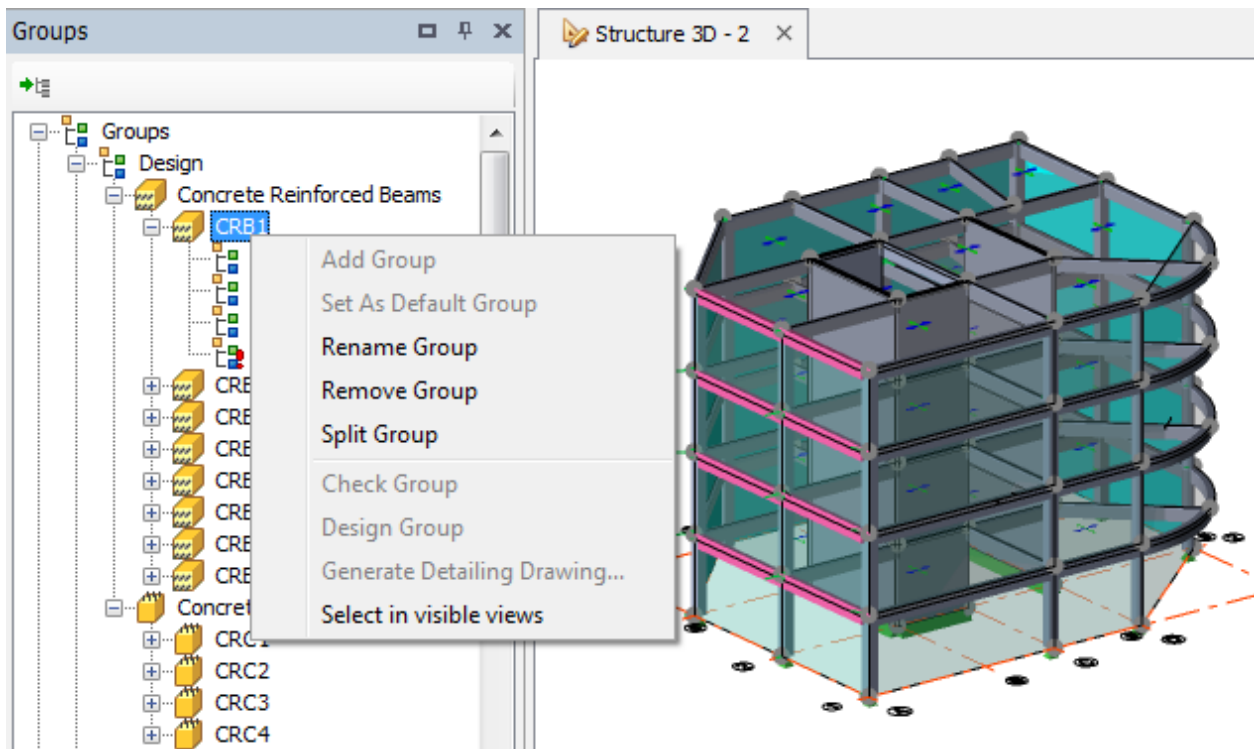 Groups
Structure 3D - 2
Groups
Design
Concrete Reinforced Beams
CRB1
Add Group
Set As Default Group
Rename Group
Remove Group
Split Group
Check Group
Design Group
Generate Detailing Drawing...
Select in visible views
CRC2
CRC3
CRC4